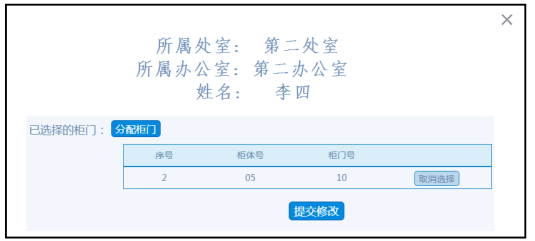 ×
所属处室： 第二处室
所属办公室：第二办公室
姓名： 李四
已选择的柜门： 分配柜门
序号 柜体号 柜门号
2 05 10 取消选择
提交修改